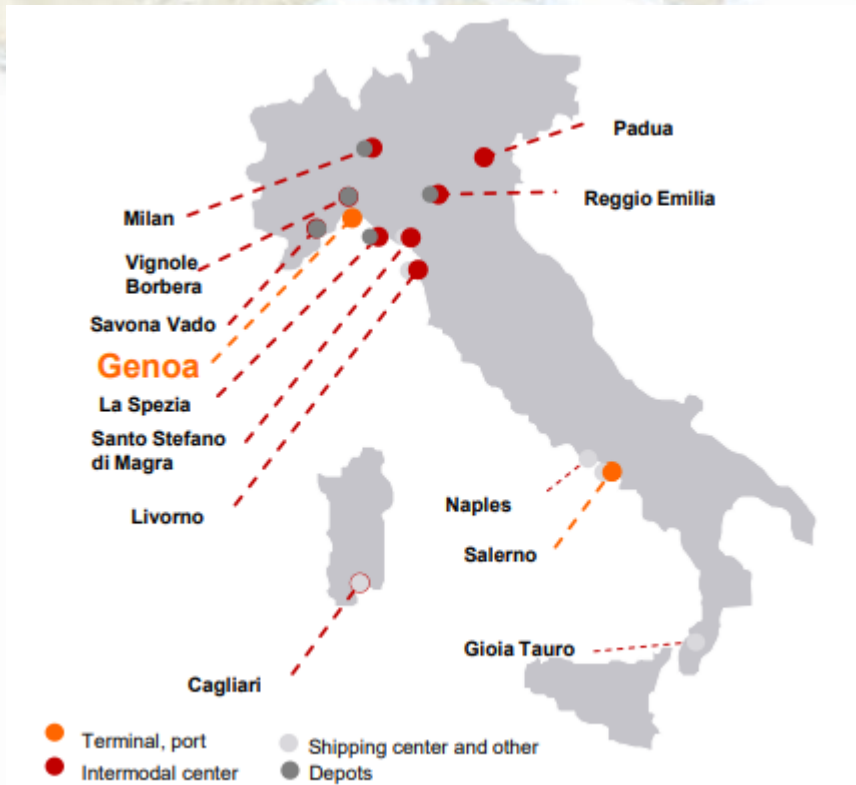 Padua
Reggio Emilia
Milan
Vignole
Borbera
Savona Vado
Genoa
La Spezia
Santo Stefano
di Magra
Livorno
Naples
Salerno
Gioia Tauro
Cagliari
Terminal, port
Shipping center and other
Intermodal center
Depots